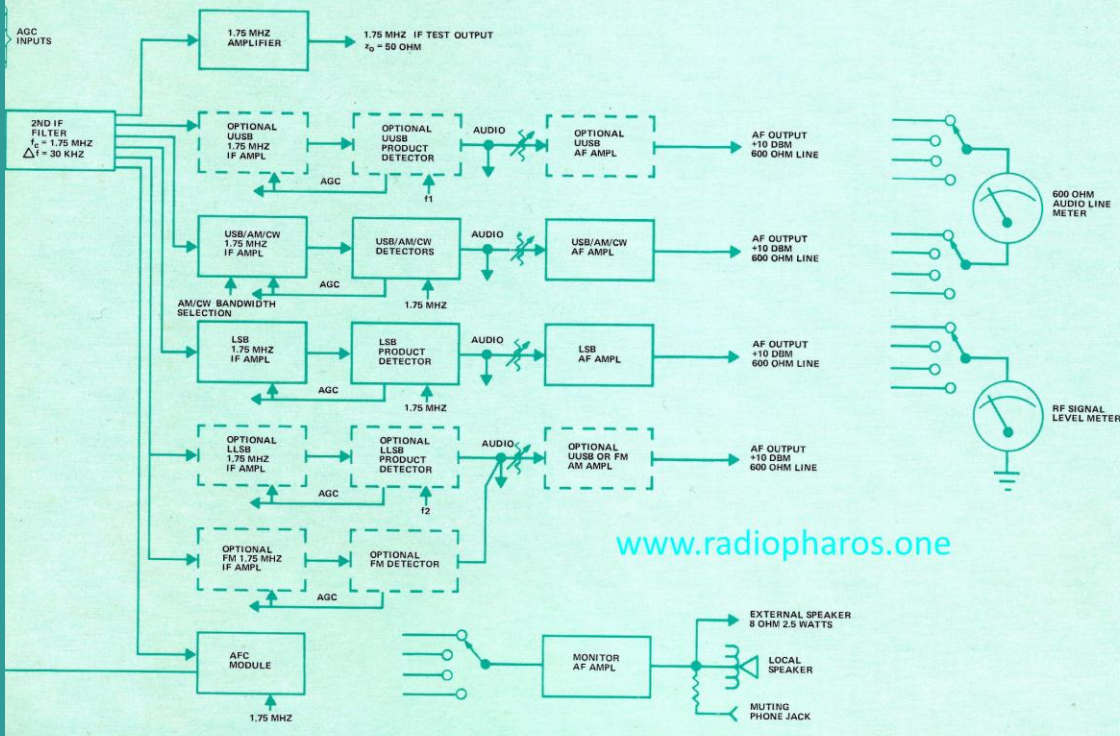 AGC
INPUTS
1.75 MHZ
AMPLIFIER
1.75 MHZ IF TEST OUTPUT
zo = 50 OHM
2ND IF
FILTER
fc = 1.75 MHZ
Δf = 30 KHZ
OPTIONAL
UUSB
1.75 MHZ
IF AMPL
OPTIONAL
UUSB
PRODUCT
DETECTOR
AUDIO
OPTIONAL
UUSB
AF AMPL
AF OUTPUT
+10 DBM
600 OHM LINE
AGC
f1
600 OHM
AUDIO LINE
METER
USB/AM/CW
1.75 MHZ
IF AMPL
USB/AM/CW
DETECTORS
AUDIO
USB/AM/CW
AF AMPL
AF OUTPUT
+10 DBM
600 OHM LINE
AGC
AM/CW BANDWIDTH
SELECTION
1.75 MHZ
LSB
1.75 MHZ
IF AMPL
LSB
PRODUCT
DETECTOR
AUDIO
LSB
AF AMPL
AF OUTPUT
+10 DBM
600 OHM LINE
AGC
1.75 MHZ
RF SIGNAL
LEVEL METER
OPTIONAL
LLSB
1.75 MHZ
IF AMPL
OPTIONAL
LLSB
PRODUCT
DETECTOR
AUDIO
OPTIONAL
UUSB OR FM
AM AMPL
AF OUTPUT
+10 DBM
600 OHM LINE
AGC
f2
OPTIONAL
FM 1.75 MHZ
IF AMPL
OPTIONAL
FM DETECTOR
www.radiopharos.one
AGC
AFC
MODULE
1.75 MHZ
MONITOR
AF AMPL
EXTERNAL SPEAKER
8 OHM 2.5 WATTS
LOCAL
SPEAKER
MUTING
PHONE JACK